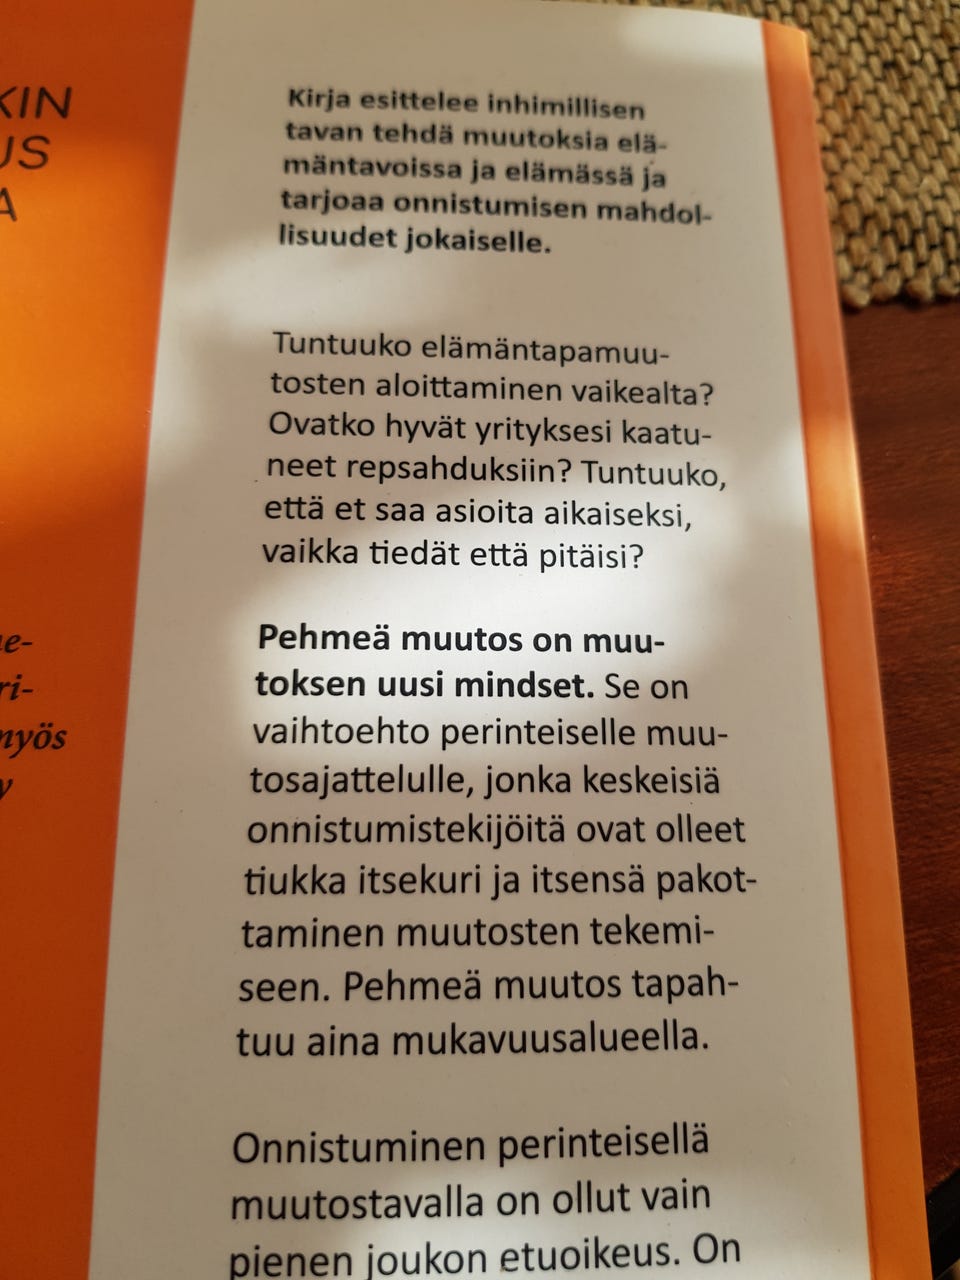 KIN
US
A
e-
ri-
myös
y
Kirja esittelee inhimillisen
tavan tehdä muutoksia elä-
mäntavoissa ja elämässä ja
tarjoaa onnistumisen mahdol-
lisuudet jokaiselle.
Tuntuuko elämäntapamuu-
tosten aloittaminen vaikealta?
Ovatko hyvät yrityksesi kaatu-
neet repsahduksiin? Tuntuuko,
että et saa asioita aikaiseksi,
vaikka tiedät että pitäisi?
Pehmeä muutos on muu-
toksen uusi mindset. Se on
vaihtoehto perinteiselle muu-
tosajattelulle, jonka keskeisiä
onnistumistekijöitä ovat olleet
tiukka itsekuri ja itsensä pakot-
taminen muutosten tekemi-
seen. Pehmeä muutos tapah-
tuu aina mukavuusalueella.
Onnistuminen perinteisellä
muutostavalla on ollut vain
pienen joukon etuoikeus. On